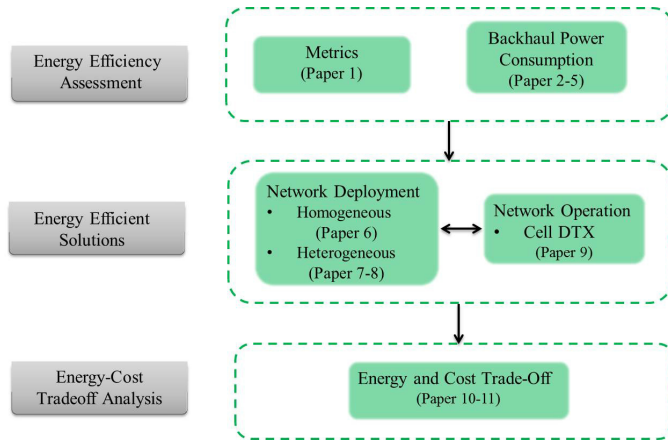 Energy Efficiency
Assessment
Metrics
(Paper 1)
Backhaul Power
Consumption
(Paper 2-5)
Energy Efficient
Solutions
Network Deployment
• Homogeneous
(Paper 6)
• Heterogeneous
(Paper 7-8)
Network Operation
• Cell DTX
(Paper 9)
Energy-Cost
Tradeoff Analysis
Energy and Cost Trade-Off
(Paper 10-11)